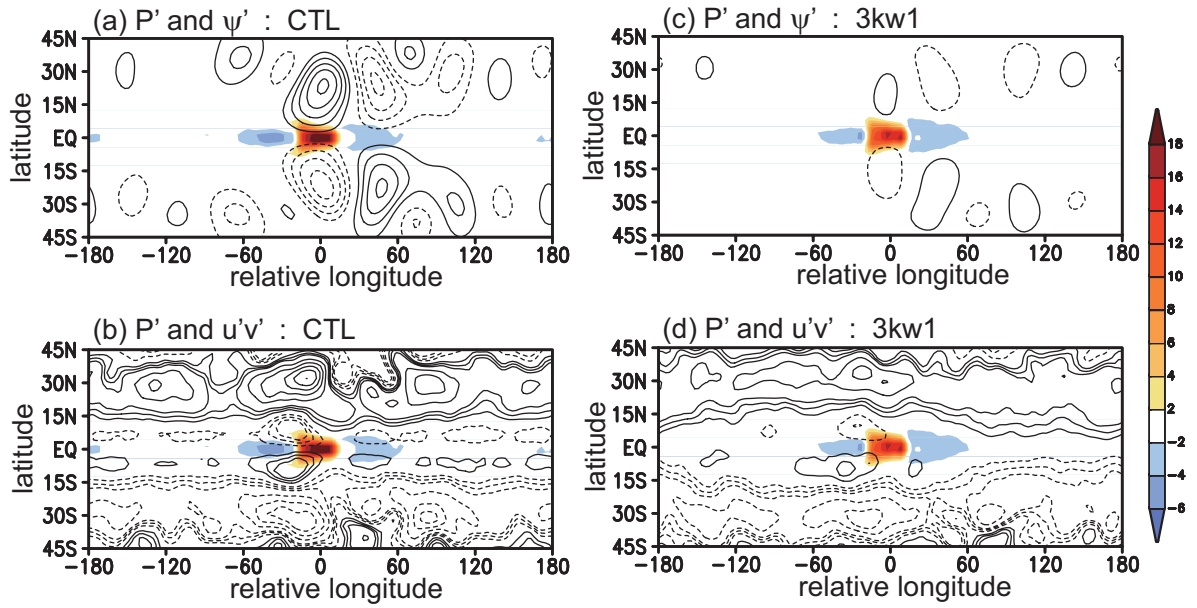 (a) P' and ψ' : CTL
45N
30N
15N
EQ
15S
30S
45S
latitude
-180 -120 -60 0 60 120 180
relative longitude
(c) P' and ψ' : 3kw1
45N
30N
15N
EQ
15S
30S
45S
latitude
-180 -120 -60 0 60 120 180
relative longitude
(b) P' and u'v' : CTL
45N
30N
15N
EQ
15S
30S
45S
latitude
-180 -120 -60 0 60 120 180
relative longitude
(d) P' and u'v' : 3kw1
45N
30N
15N
EQ
15S
30S
45S
latitude
-180 -120 -60 0 60 120 180
relative longitude
18
16
14
12
10
8
6
4
2
-2
-4
-6